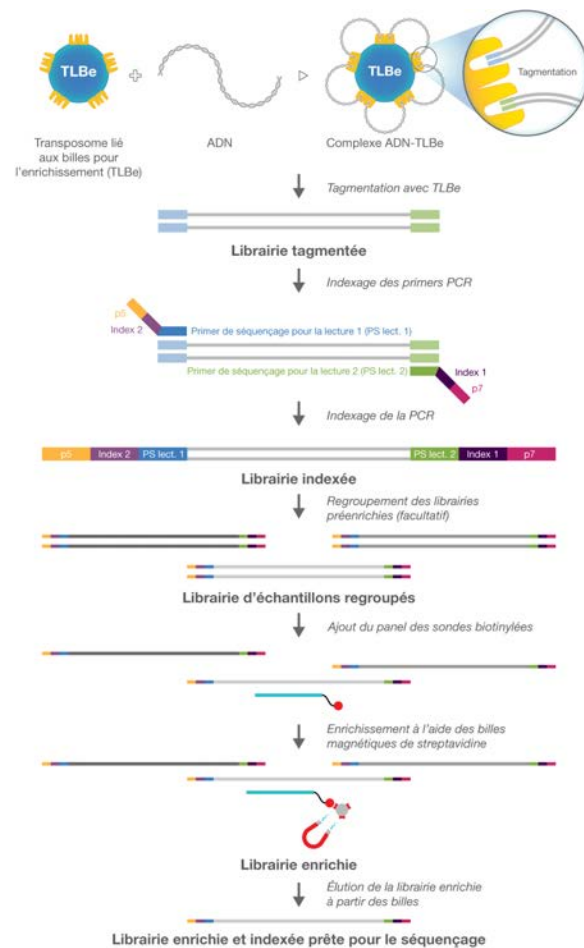 TLBe
TLBe
Tagmentation
Transposome lié
aux billes pour
l'enrichissement (TLBe)
ADN
Complexe ADN-TLBe
Tagmentation avec TLBe
Librairie tagmentée
Indexage des primers PCR
p5
Index 2
Primer de séquençage pour la lecture 1 (PS lect. 1)
Primer de séquençage pour la lecture 2 (PS lect. 2)
Index 1
p7
Indexage de la PCR
p5 Index 2 PS lect. 1 PS lect. 2 Index 1 p7
Librairie indexée
Regroupement des librairies
préenrichies (facultatif)
Librairie d'échantillons regroupés
Ajout du panel des sondes biotinylées
Enrichissement à l'aide des billes
magnétiques de streptavidine
Librairie enrichie
Élution de la librairie enrichie
à partir des billes
Librairie enrichie et indexée prête pour le séquençage